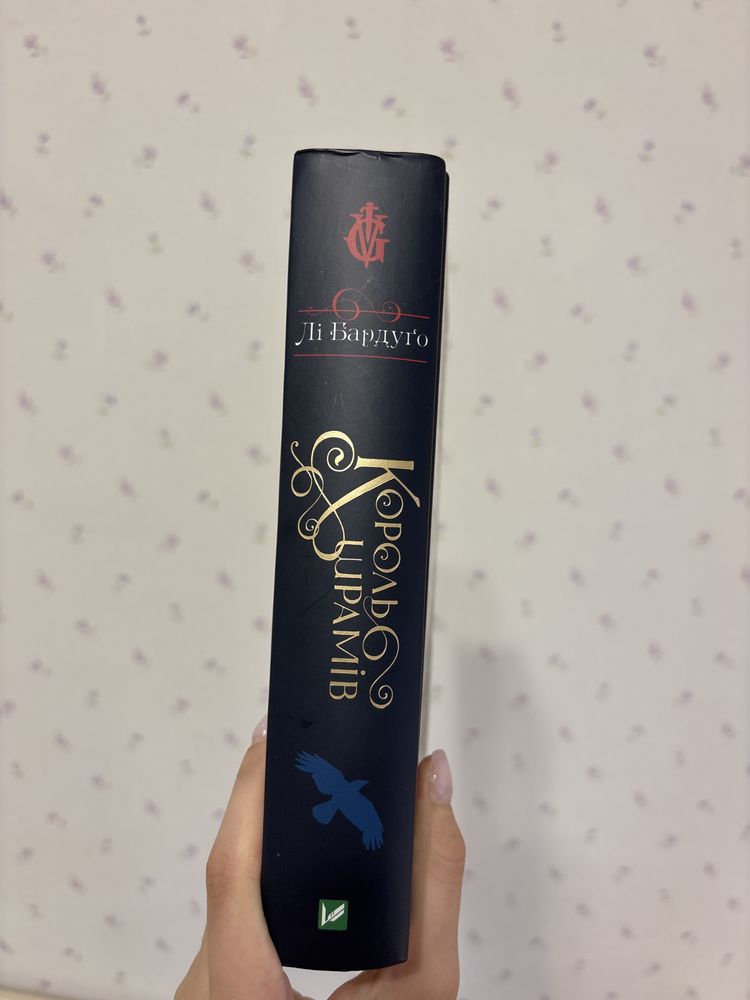 Лі Бардуґо
Король
шрамів